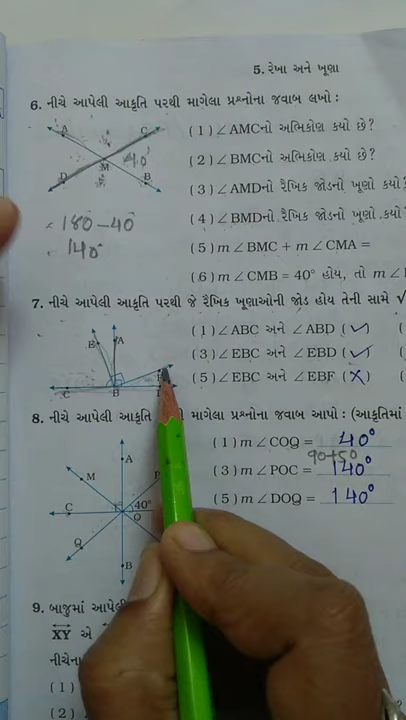 5. રેખા અને ખૂણા
6. નીચે આપેલી આકૃતિ પરથી માગેલા પ્રશ્નોના જવાબ લખો :
A
C
M
40°
D
B
= 180 - 40
= 140°
( 1 ) ∠AMCનો અભિકોણ કયો છે?
( 2 ) ∠BMCનો અભિકોણ કયો છે?
( 3 ) ∠AMDનો રૈખિક જોડનો ખૂણો કયો?
( 4 ) ∠BMDનો રૈખિક જોડનો ખૂણો કયો
( 5 ) m∠BMC + m∠CMA =
( 6 ) m∠CMB = 40° હોય, તો m∠
7. નીચે આપેલી આકૃતિ પરથી જે રૈખિક ખૂણાઓની જોડ હોય તેની સામે √
E
A
C
B
( 1 ) ∠ABC અને ∠ABD ( ✓ ) (
( 3 ) ∠EBC અને ∠EBD ( ✓ ) (
( 5 ) ∠EBC અને ∠EBF ( X ) (
8. નીચે આપેલી આકૃતિ માગેલા પ્રશ્નોના જવાબ આપો : (આકૃતિમાં
A
M
P
C
40°
O
Q
B
( 1 ) m∠COQ = 40°
90+50
( 3 ) m∠POC = 140°
( 5 ) m∠DOQ = 140°
9. બાજુમાં આપેલી
XY એ
નીચેના
( 1 )
( 2 )